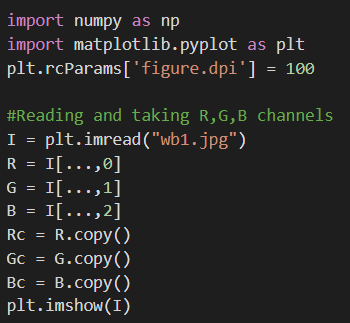 import numpy as np
import matplotlib.pyplot as plt
plt.rcParams['figure.dpi'] = 100

#Reading and taking R,G,B channels
I = plt.imread("wb1.jpg")
R = I[...,0]
G = I[...,1]
B = I[...,2]
Rc = R.copy()
Gc = G.copy()
Bc = B.copy()
plt.imshow(I)